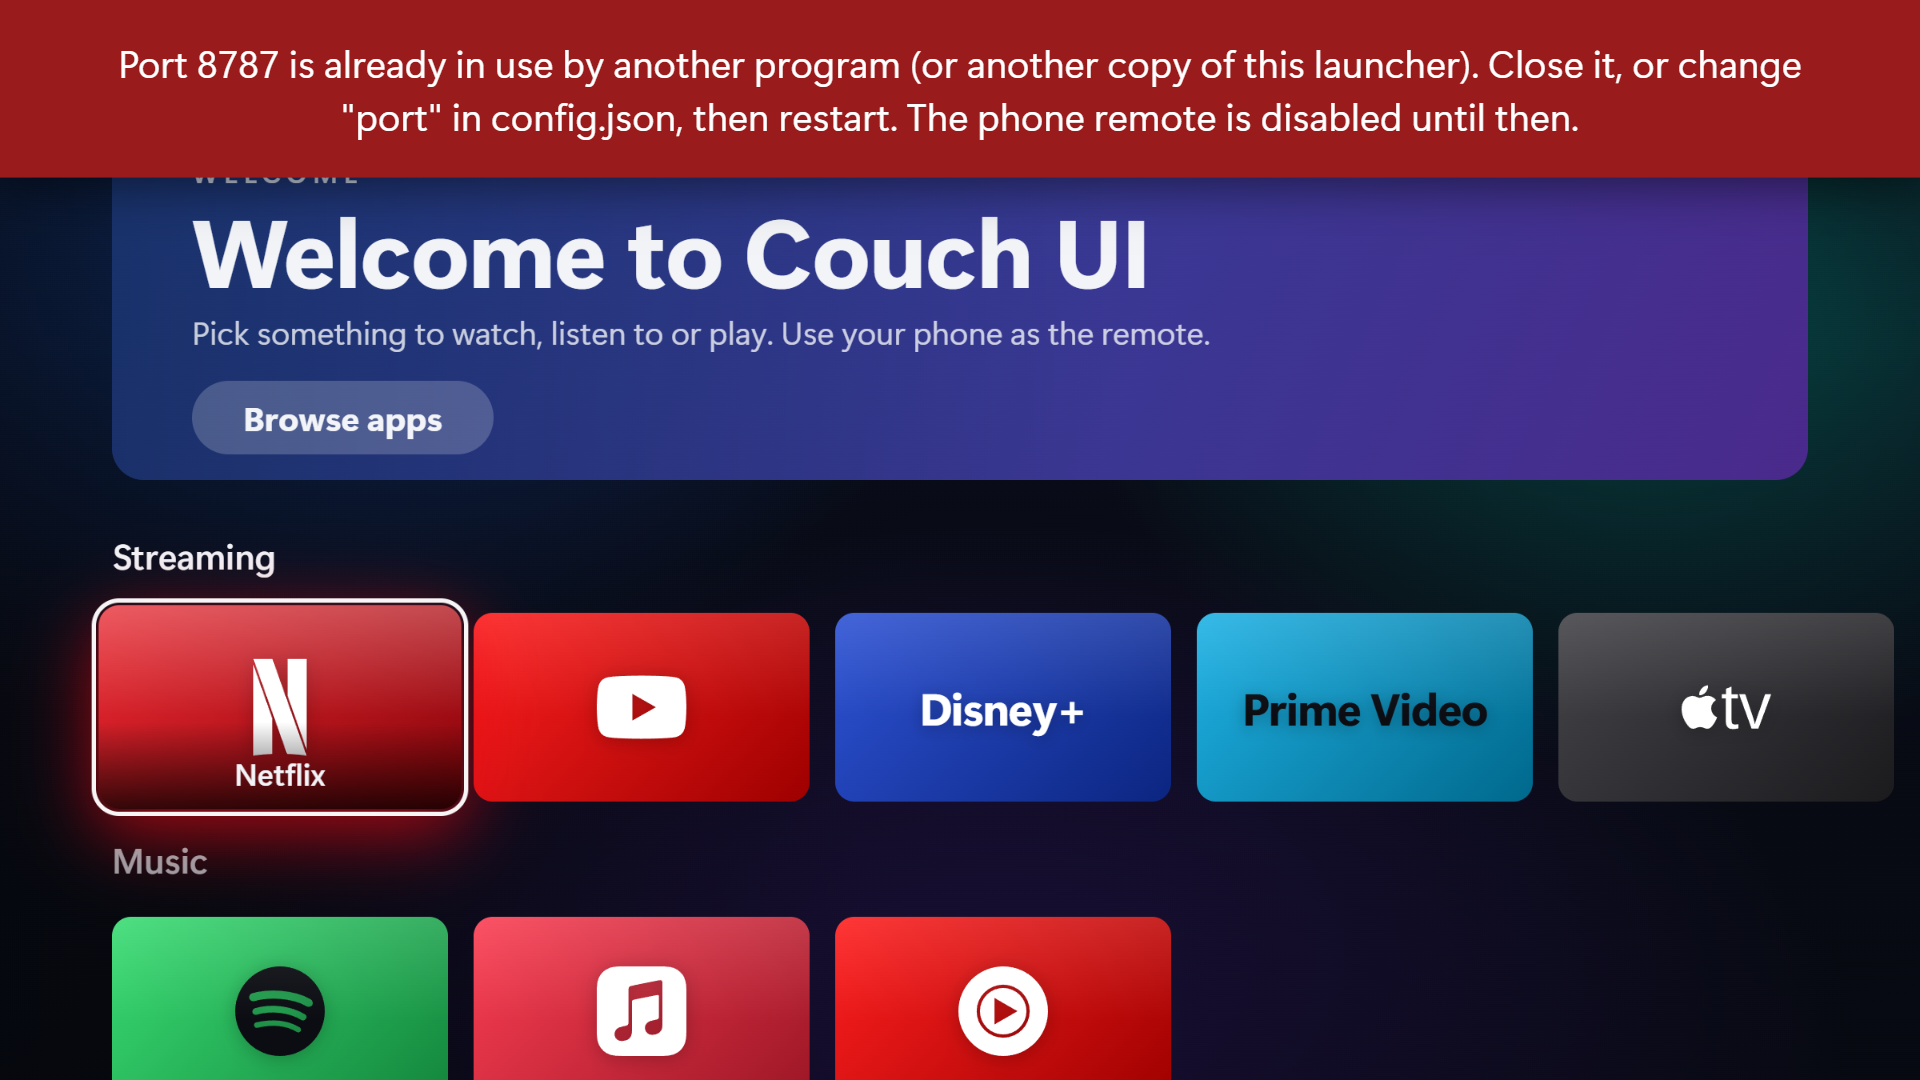 Port 8787 is already in use by another program (or another copy of this launcher). Close it, or change
"port" in config.json, then restart. The phone remote is disabled until then.
Welcome to Couch UI
Pick something to watch, listen to or play. Use your phone as the remote.
Browse apps
Streaming
Netflix
Disney+
Prime Video
tv
Music